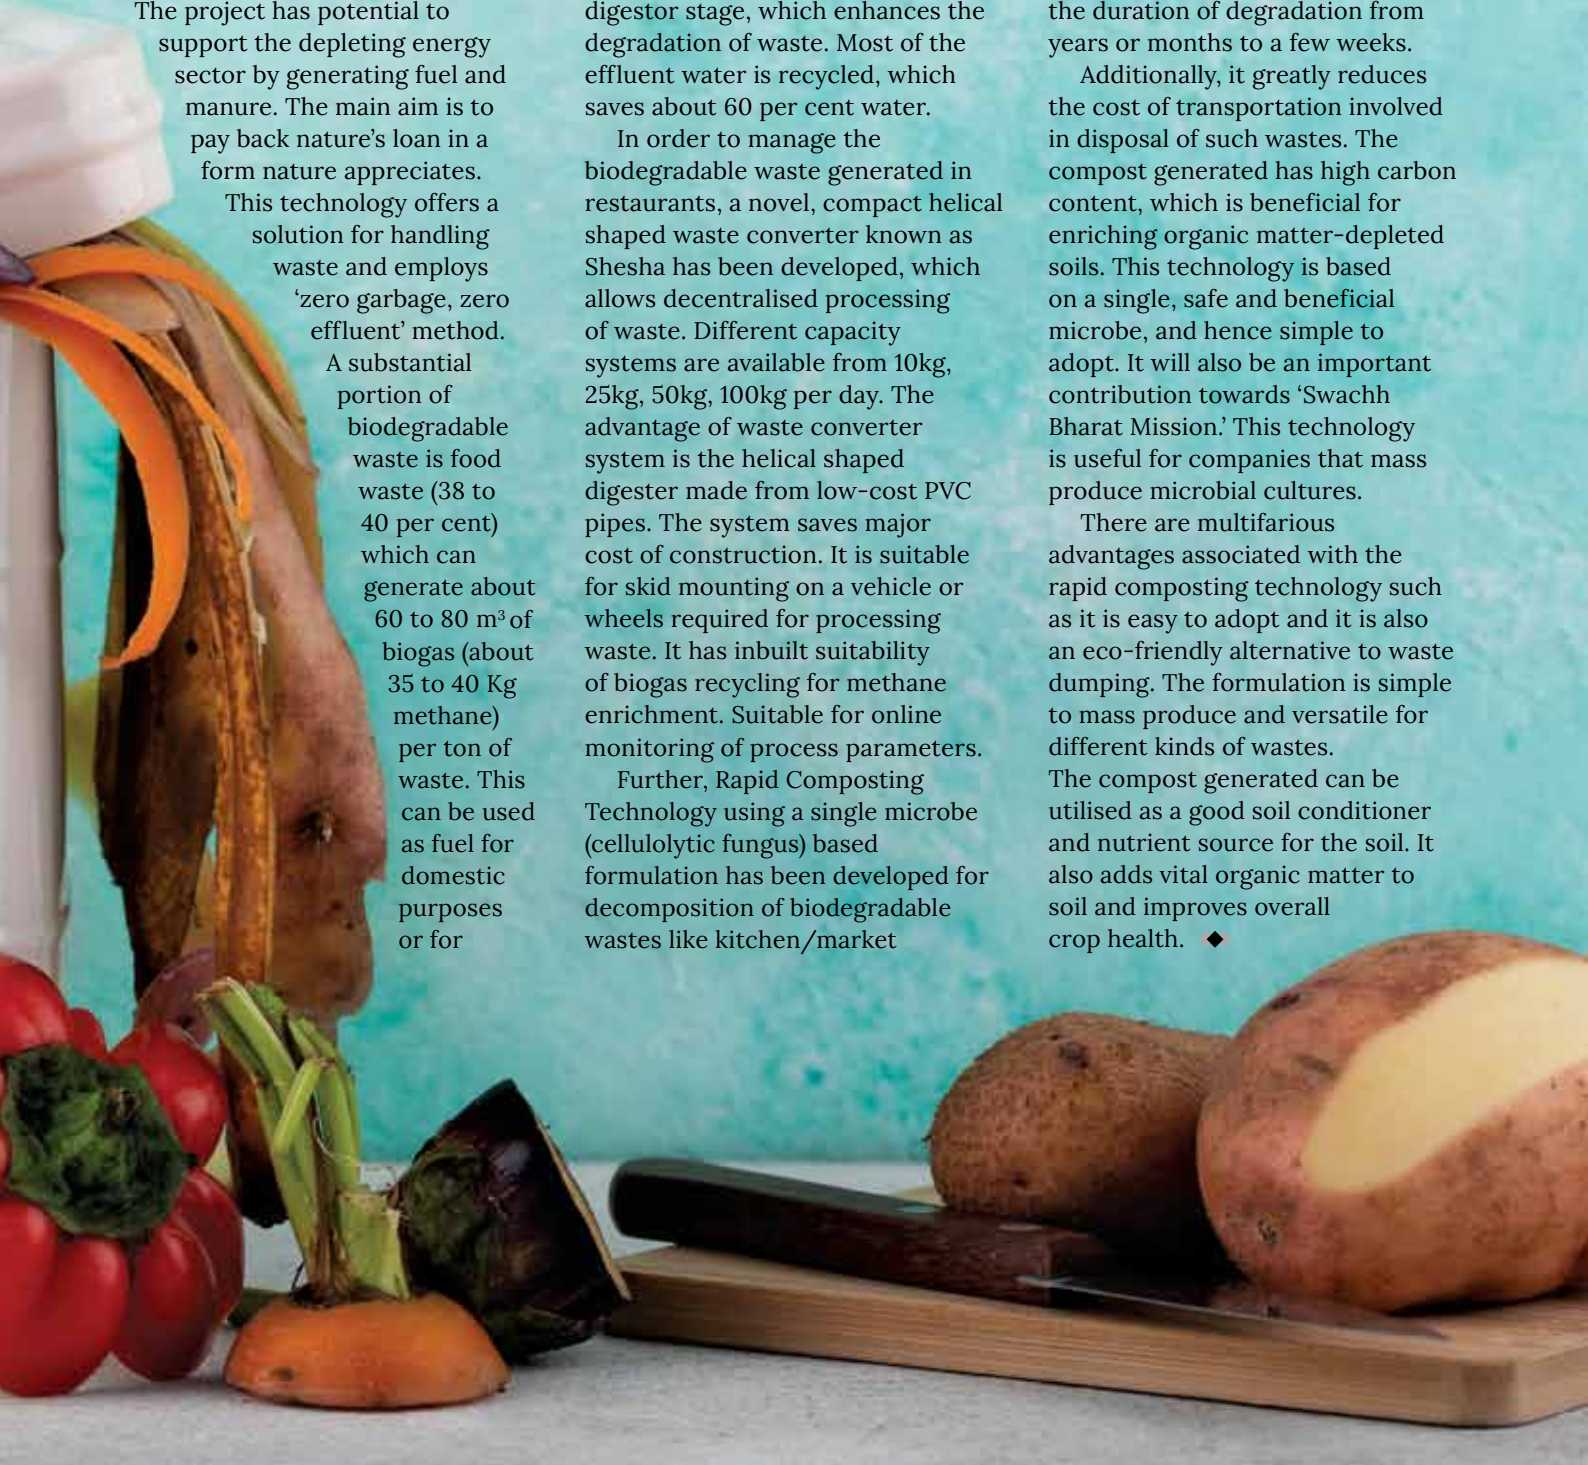 The project has potential to
support the depleting energy
sector by generating fuel and
manure. The main aim is to
pay back nature’s loan in a
form nature appreciates.
This technology offers a
solution for handling
waste and employs
‘zero garbage, zero
effluent’ method.
A substantial
portion of
biodegradable
waste is food
waste (38 to
40 per cent)
which can
generate about
60 to 80 m³ of
biogas (about
35 to 40 Kg
methane)
per ton of
waste. This
can be used
as fuel for
domestic
purposes
or for
digestor stage, which enhances the
degradation of waste. Most of the
effluent water is recycled, which
saves about 60 per cent water.
In order to manage the
biodegradable waste generated in
restaurants, a novel, compact helical
shaped waste converter known as
Shesha has been developed, which
allows decentralised processing
of waste. Different capacity
systems are available from 10kg,
25kg, 50kg, 100kg per day. The
advantage of waste converter
system is the helical shaped
digester made from low-cost PVC
pipes. The system saves major
cost of construction. It is suitable
for skid mounting on a vehicle or
wheels required for processing
waste. It has inbuilt suitability
of biogas recycling for methane
enrichment. Suitable for online
monitoring of process parameters.
Further, Rapid Composting
Technology using a single microbe
(cellulolytic fungus) based
formulation has been developed for
decomposition of biodegradable
wastes like kitchen/market
the duration of degradation from
years or months to a few weeks.
Additionally, it greatly reduces
the cost of transportation involved
in disposal of such wastes. The
compost generated has high carbon
content, which is beneficial for
enriching organic matter-depleted
soils. This technology is based
on a single, safe and beneficial
microbe, and hence simple to
adopt. It will also be an important
contribution towards ‘Swachh
Bharat Mission.’ This technology
is useful for companies that mass
produce microbial cultures.
There are multifarious
advantages associated with the
rapid composting technology such
as it is easy to adopt and it is also
an eco-friendly alternative to waste
dumping. The formulation is simple
to mass produce and versatile for
different kinds of wastes.
The compost generated can be
utilised as a good soil conditioner
and nutrient source for the soil. It
also adds vital organic matter to
soil and improves overall
crop health. ◆